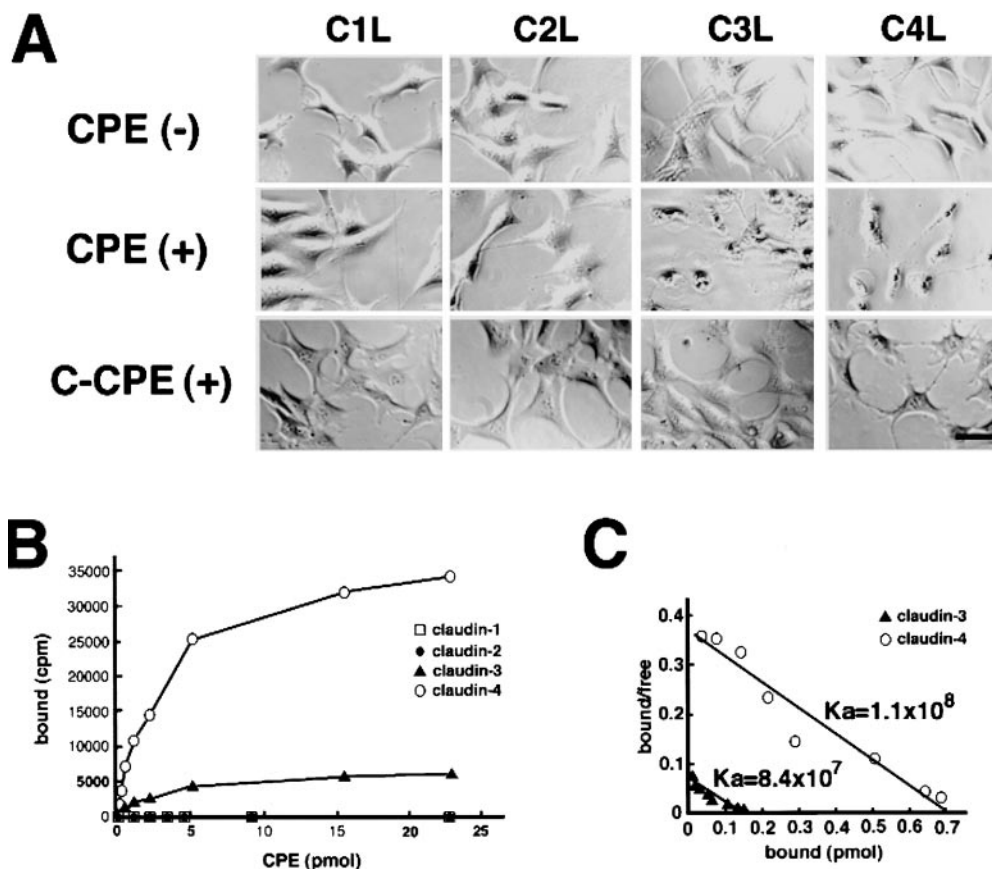 A
C1L C2L C3L C4L
CPE (-)
CPE (+)
C-CPE (+)
B
35000
30000
25000
20000
15000
10000
5000
0
bound (cpm)
0 5 10 15 20 25
CPE (pmol)
claudin-1
claudin-2
claudin-3
claudin-4
C
0.4
0.3
0.2
0.1
0
bound/free
0 0.1 0.2 0.3 0.4 0.5 0.6 0.7 0.8
bound (pmol)
claudin-3
claudin-4
Ka=1.1x10⁸
Ka=8.4x10⁷